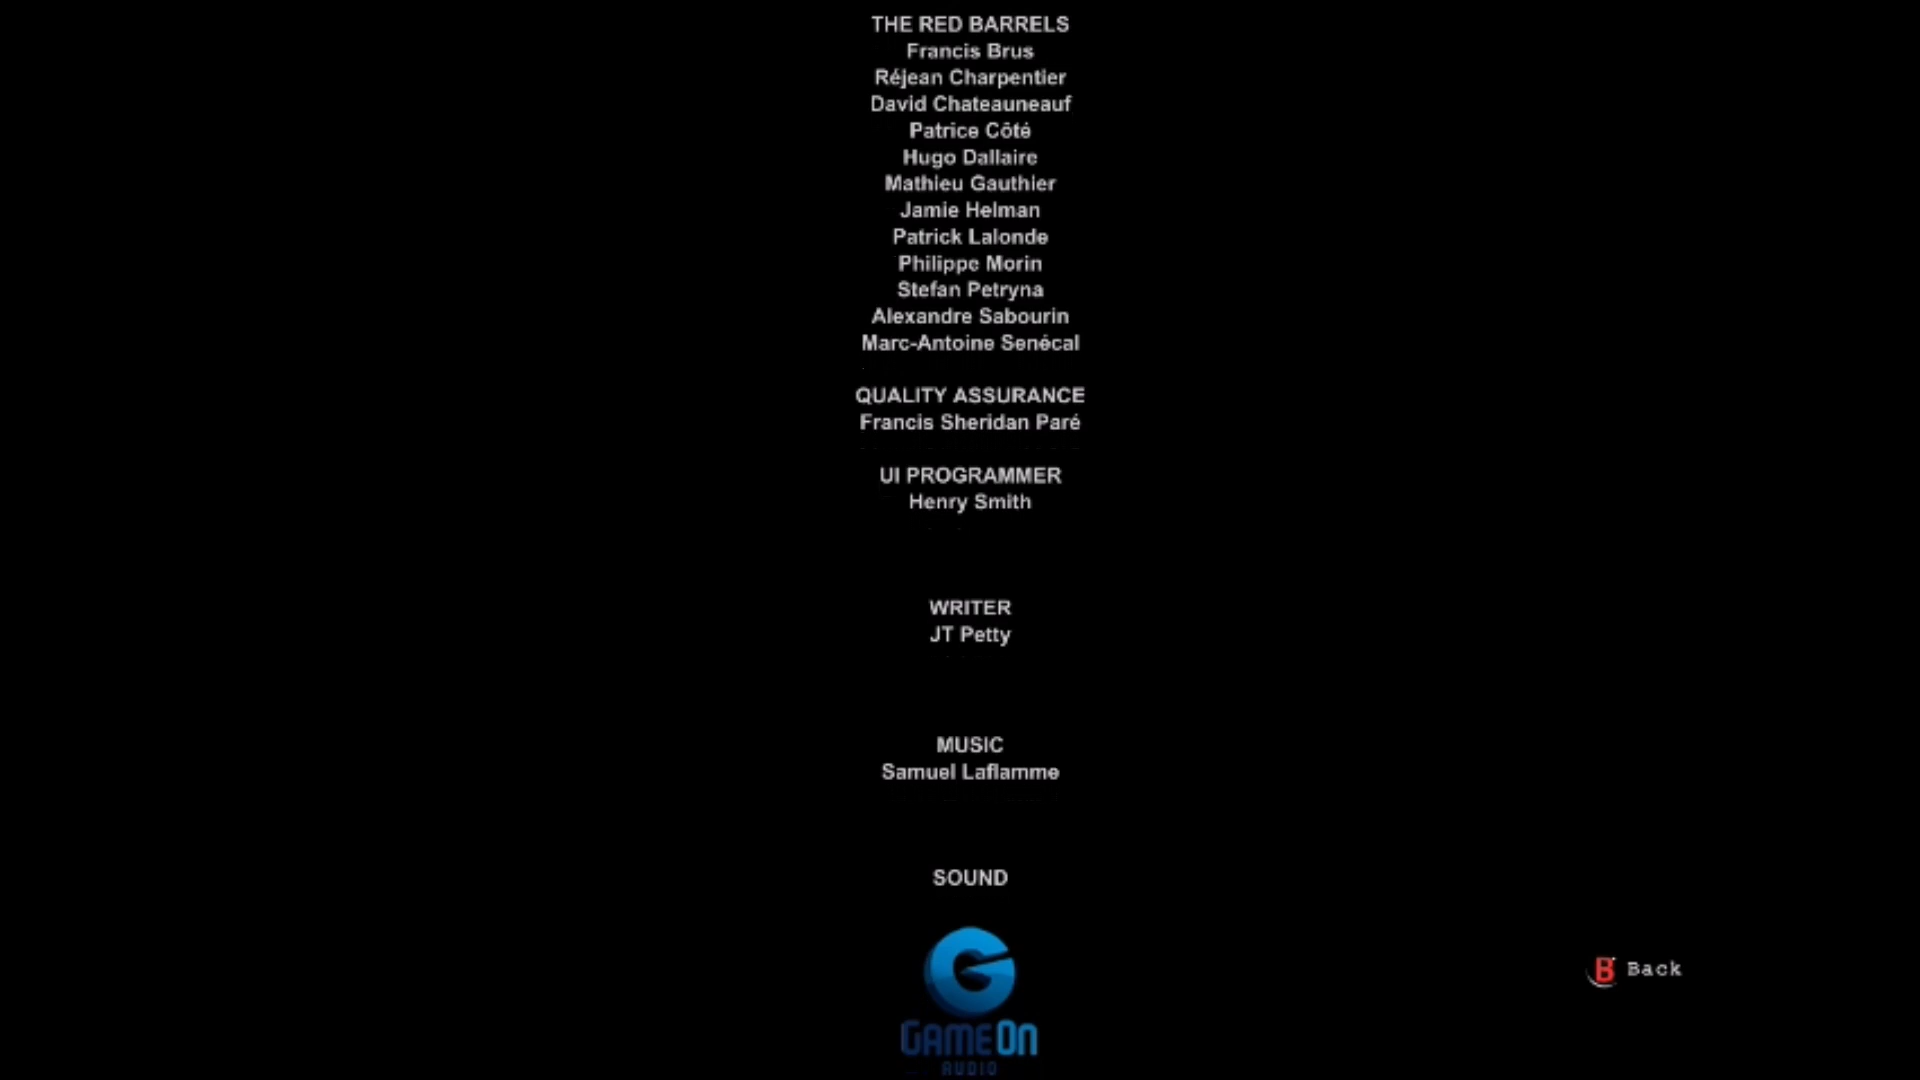 THE RED BARRELS
Francis Brus
Réjean Charpentier
David Chateauneuf
Patrice Côté
Hugo Dallaire
Mathieu Gauthier
Jamie Helman
Patrick Lalonde
Philippe Morin
Stefan Petryna
Alexandre Sabourin
Marc-Antoine Senécal
QUALITY ASSURANCE
Francis Sheridan Paré
UI PROGRAMMER
Henry Smith
WRITER
JT Petty
MUSIC
Samuel Laflamme
SOUND
GAMEON
AUDIO
B Back